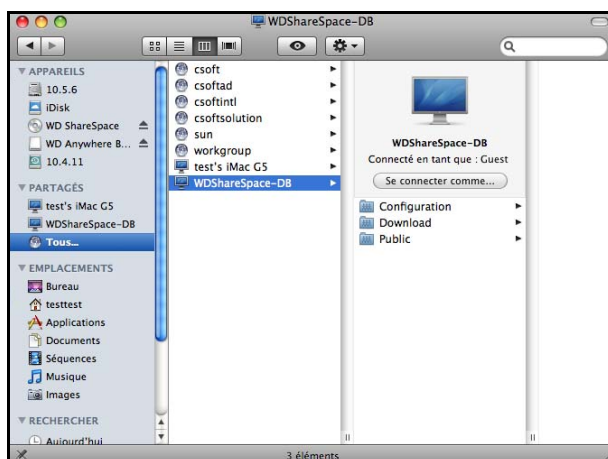 WDShareSpace-DB
APPAREILS
10.5.6
iDisk
WD ShareSpace
WD Anywhere B...
10.4.11
PARTAGÉS
test's iMac G5
WDShareSpace-DB
Tous...
EMPLACEMENTS
Bureau
testtest
Applications
Documents
Séquences
Musique
Images
RECHERCHER
Aujourd'hui
csoft
csoftad
csoftintl
csoftsolution
sun
workgroup
test's iMac G5
WDShareSpace-DB
WDShareSpace-DB
Connecté en tant que : Guest
Se connecter comme...
Configuration
Download
Public
3 éléments